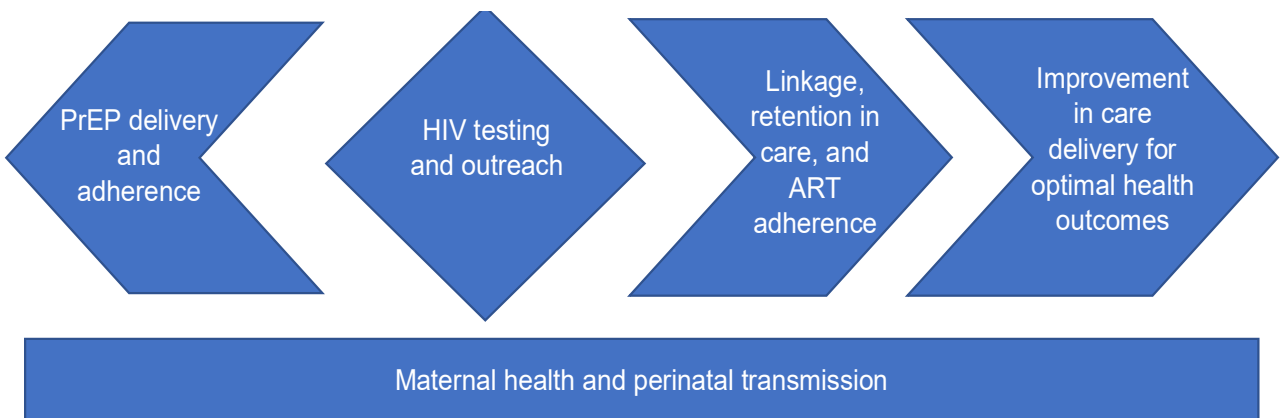 PrEP delivery
and
adherence
HIV testing
and outreach
Linkage,
retention in
care, and
ART
adherence
Improvement
in care
delivery for
optimal health
outcomes
Maternal health and perinatal transmission